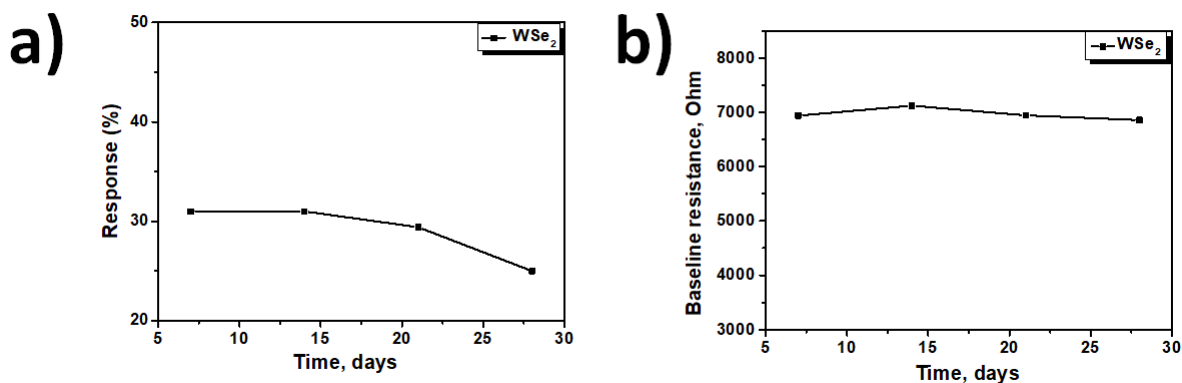 a)
WSe2
Response (%)
50
40
30
20
5 10 15 20 25 30
Time, days
b)
WSe2
Baseline resistance, Ohm
8000
7000
6000
5000
4000
3000
5 10 15 20 25 30
Time, days